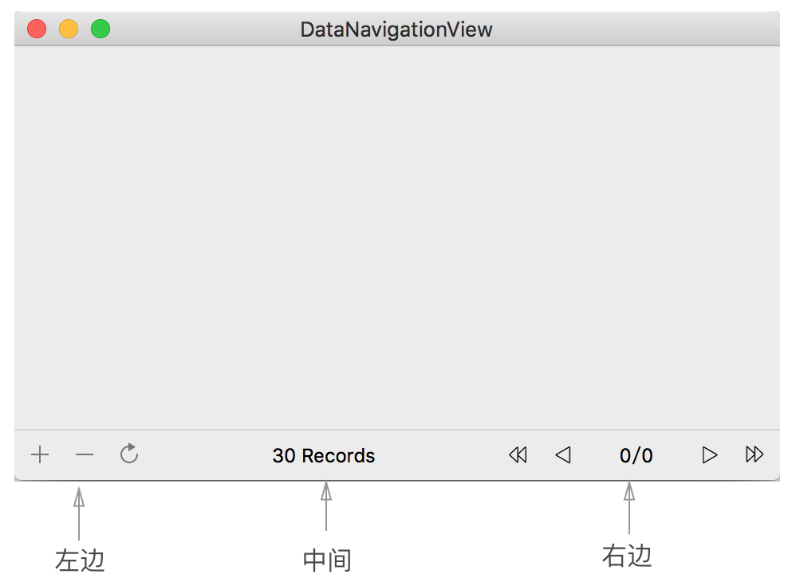 DataNavigationView
30 Records
0/0
左边
中间
右边